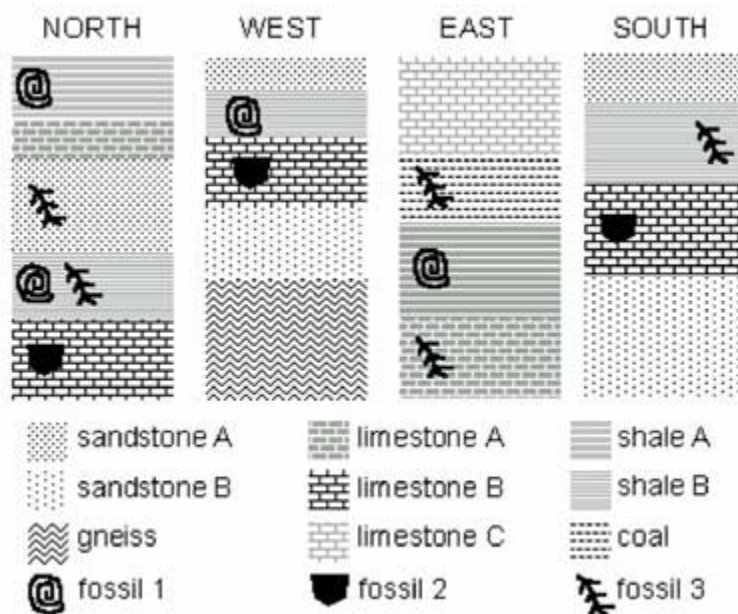 NORTH WEST EAST SOUTH
sandstone A limestone A shale A
sandstone B limestone B shale B
gneiss limestone C coal
fossil 1 fossil 2 fossil 3